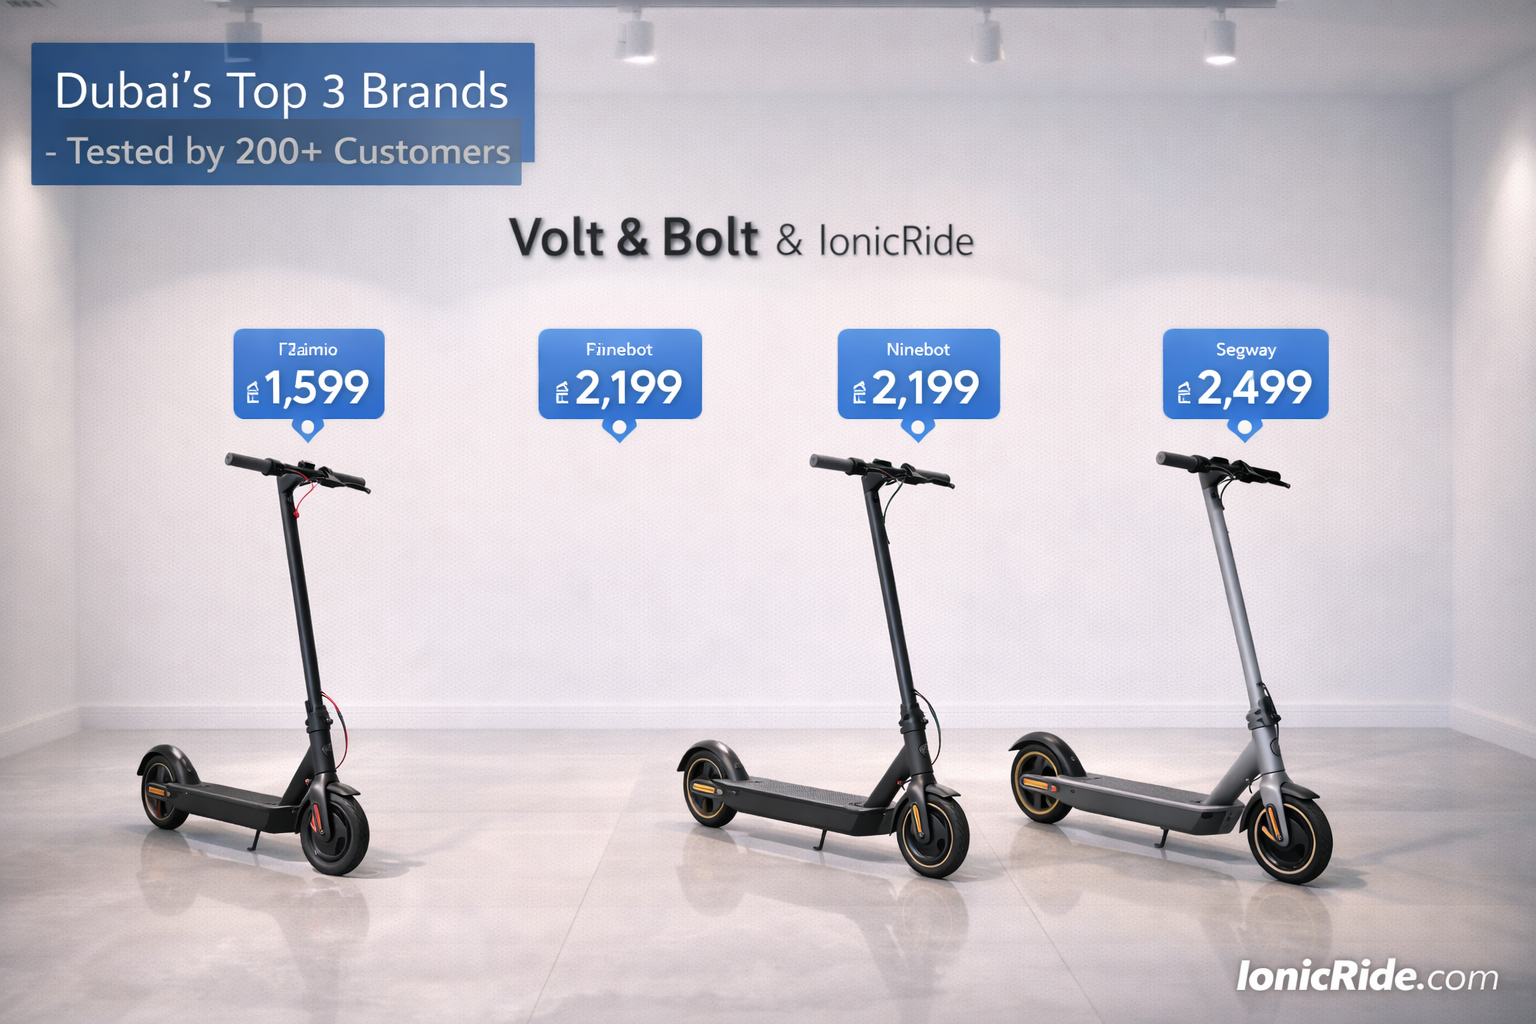 Dubai's Top 3 Brands
- Tested by 200+ Customers
Volt & Bolt & IonicRide
1,599
2,199
Ninebot
2,199
Segway
2,499
IonicRide.com